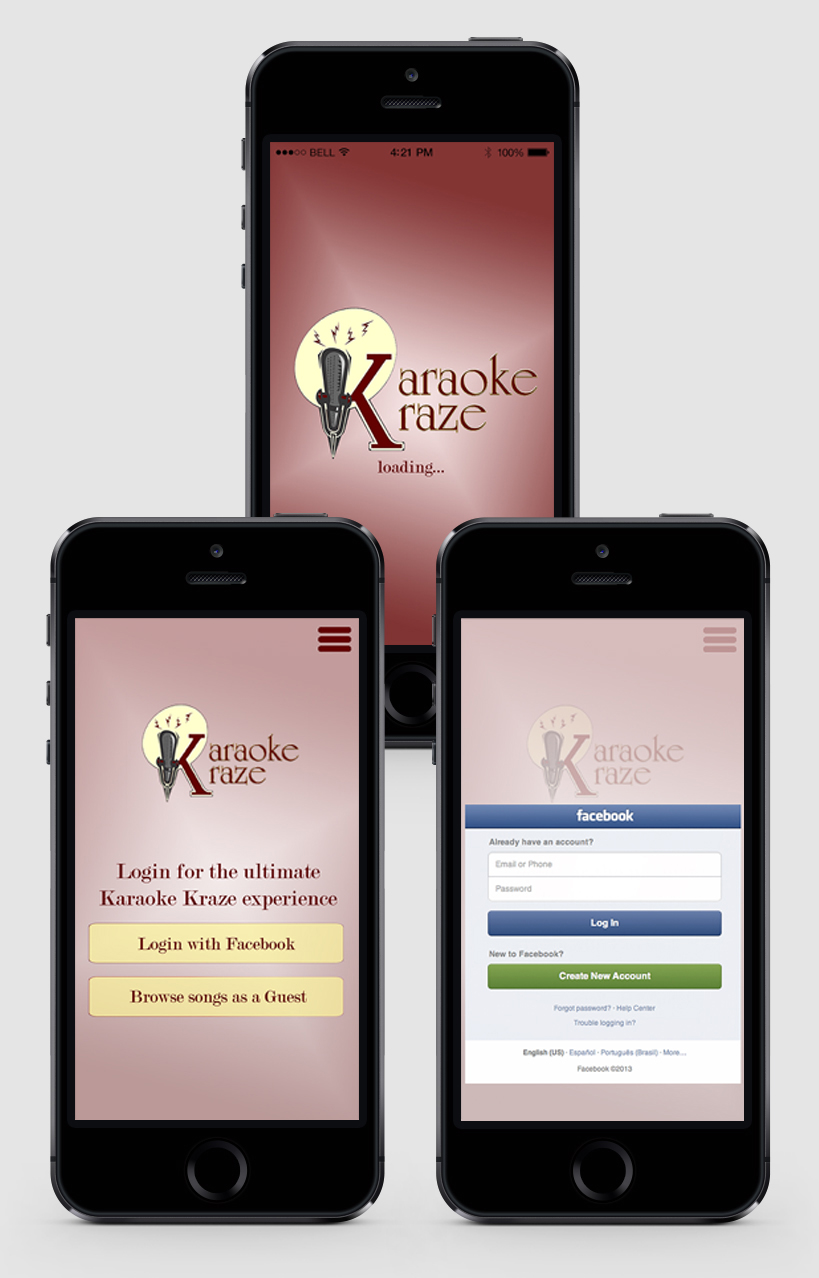 BELL 4:21 PM 100%
Karaoke
Kraze
loading...
Karaoke
Kraze
Login for the ultimate
Karaoke Kraze experience
Login with Facebook
Browse songs as a Guest
Karaoke
Kraze
facebook
Already have an account?
Email or Phone
Password
Log In
New to Facebook?
Create New Account
Forgot password? · Help Center
Trouble logging in?
English (US) · Español · Português (Brasil) · More...
Facebook ©2013